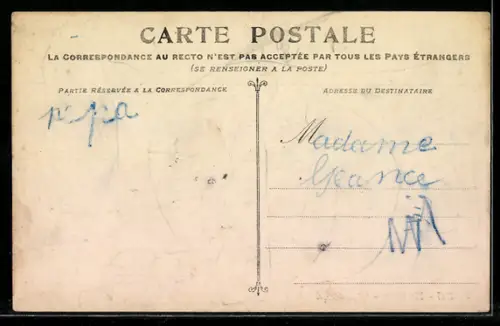 CARTE POSTALE
LA CORRESPONDANCE AU RECTO N'EST PAS ACCEPTÉE PAR TOUS LES PAYS ÉTRANGERS
(SE RENSEIGNER A LA POSTE)
PARTIE RÉSERVÉE A LA CORRESPONDANCE
ADRESSE DU DESTINATAIRE
Madame